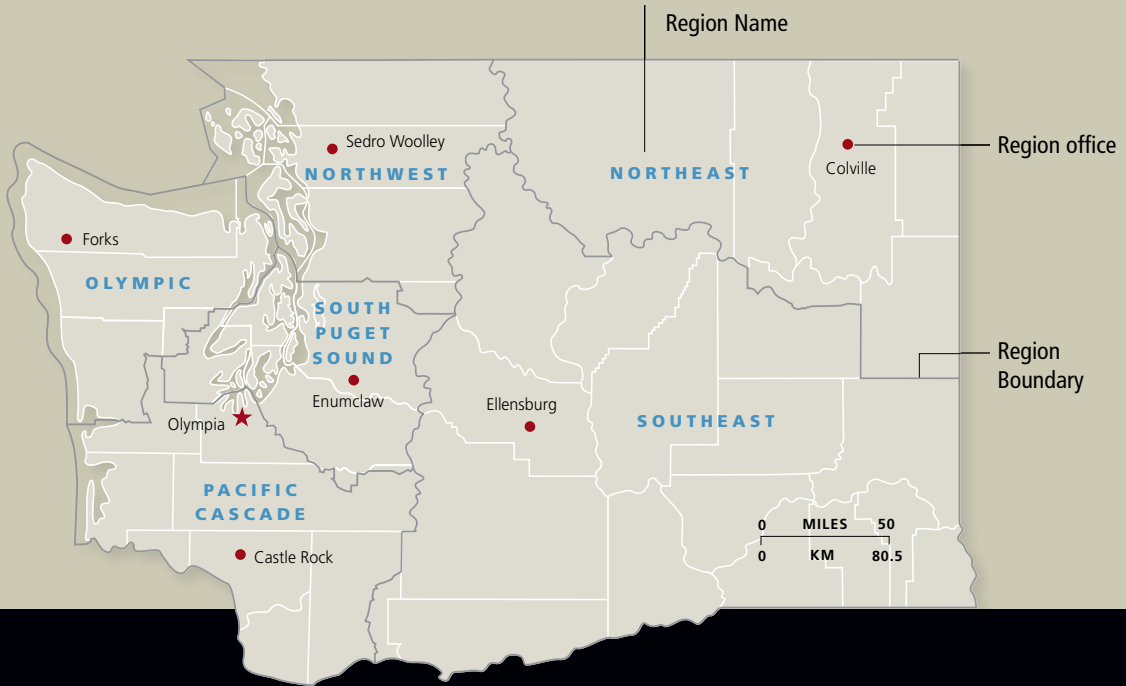 Region Name
Sedro Woolley
NORTHWEST
NORTHEAST
Colville
Region office
Forks
OLYMPIC
SOUTH
PUGET
SOUND
Enumclaw
Region
Boundary
Olympia
Ellensburg
SOUTHEAST
PACIFIC
CASCADE
Castle Rock
0 MILES 50
0 KM 80.5